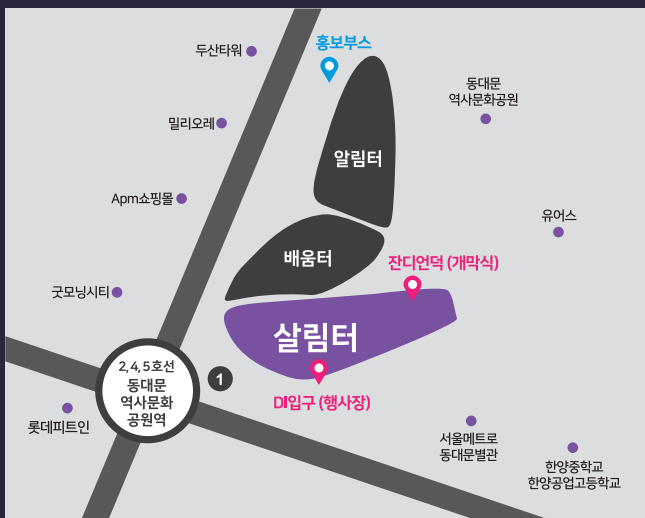 홍보부스
두산타워
동대문
역사문화공원
밀리오레
알림터
Apm쇼핑몰
유어스
배움터
잔디언덕 (개막식)
굿모닝시티
살림터
2, 4, 5호선
동대문
역사문화
공원역
1
DI입구 (행사장)
롯데피트인
서울메트로
동대문별관
한양중학교
한양공업고등학교